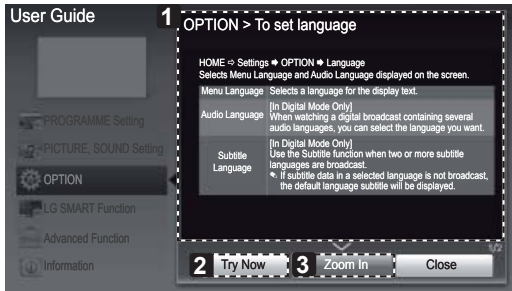 User Guide
1
OPTION > To set language
HOME ⇨ Settings ➡ OPTION ➡ Language
Selects Menu Language and Audio Language displayed on the screen.
Menu Language Selects a language for the display text.
Audio Language [In Digital Mode Only]
When watching a digital broadcast containing several
audio languages, you can select the language you want.
Subtitle
Language
[In Digital Mode Only]
Use the Subtitle function when two or more subtitle
languages are broadcast.
✎ If subtitle data in a selected language is not broadcast,
the default language subtitle will be displayed.
PROGRAMME Setting
PICTURE, SOUND Setting
OPTION
LG SMART Function
Advanced Function
Information
1/2
2 Try Now
3 Zoom In
Close